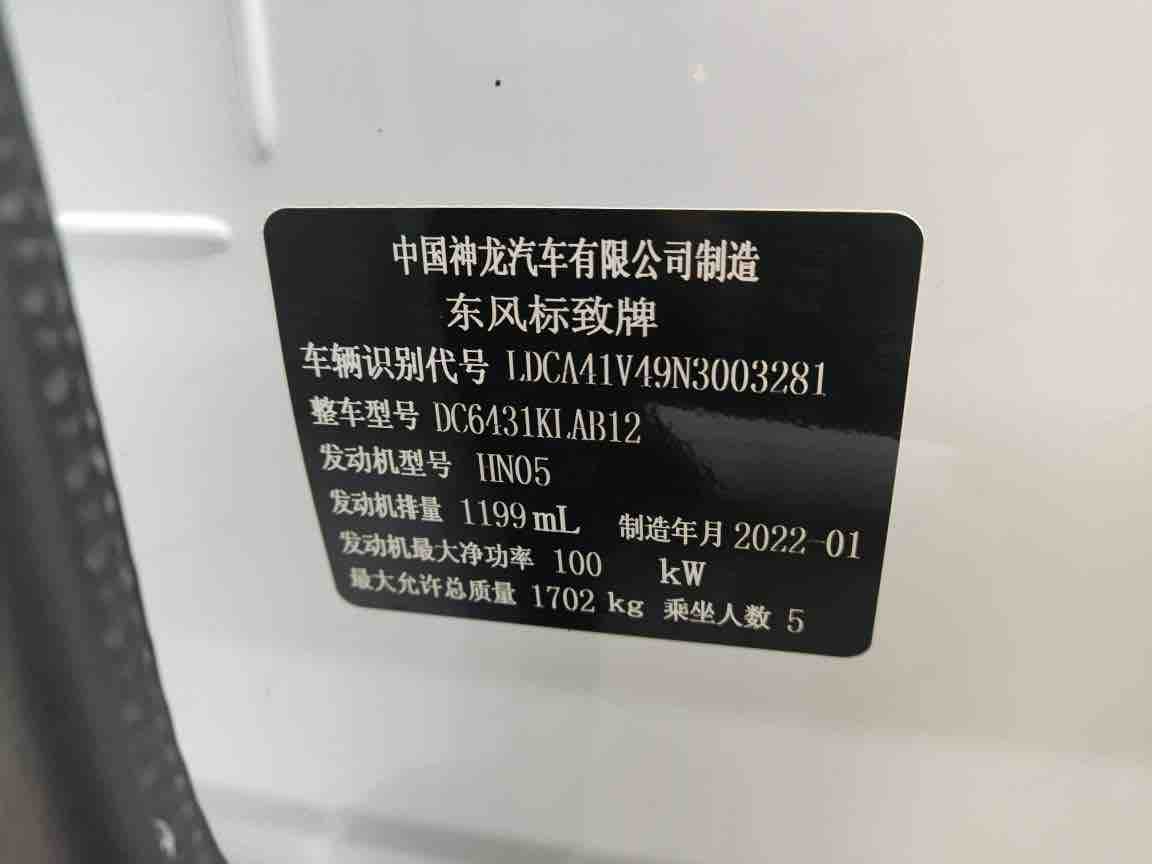 中国神龙汽车有限公司制造
东风标致牌
车辆识别代号 LDCA41V49N3003281
整车型号 DC6431KLAB12
发动机型号 HN05
发动机排量 1199 mL 制造年月 2022-01
发动机最大净功率 100 kW
最大允许总质量 1702 kg 乘坐人数 5